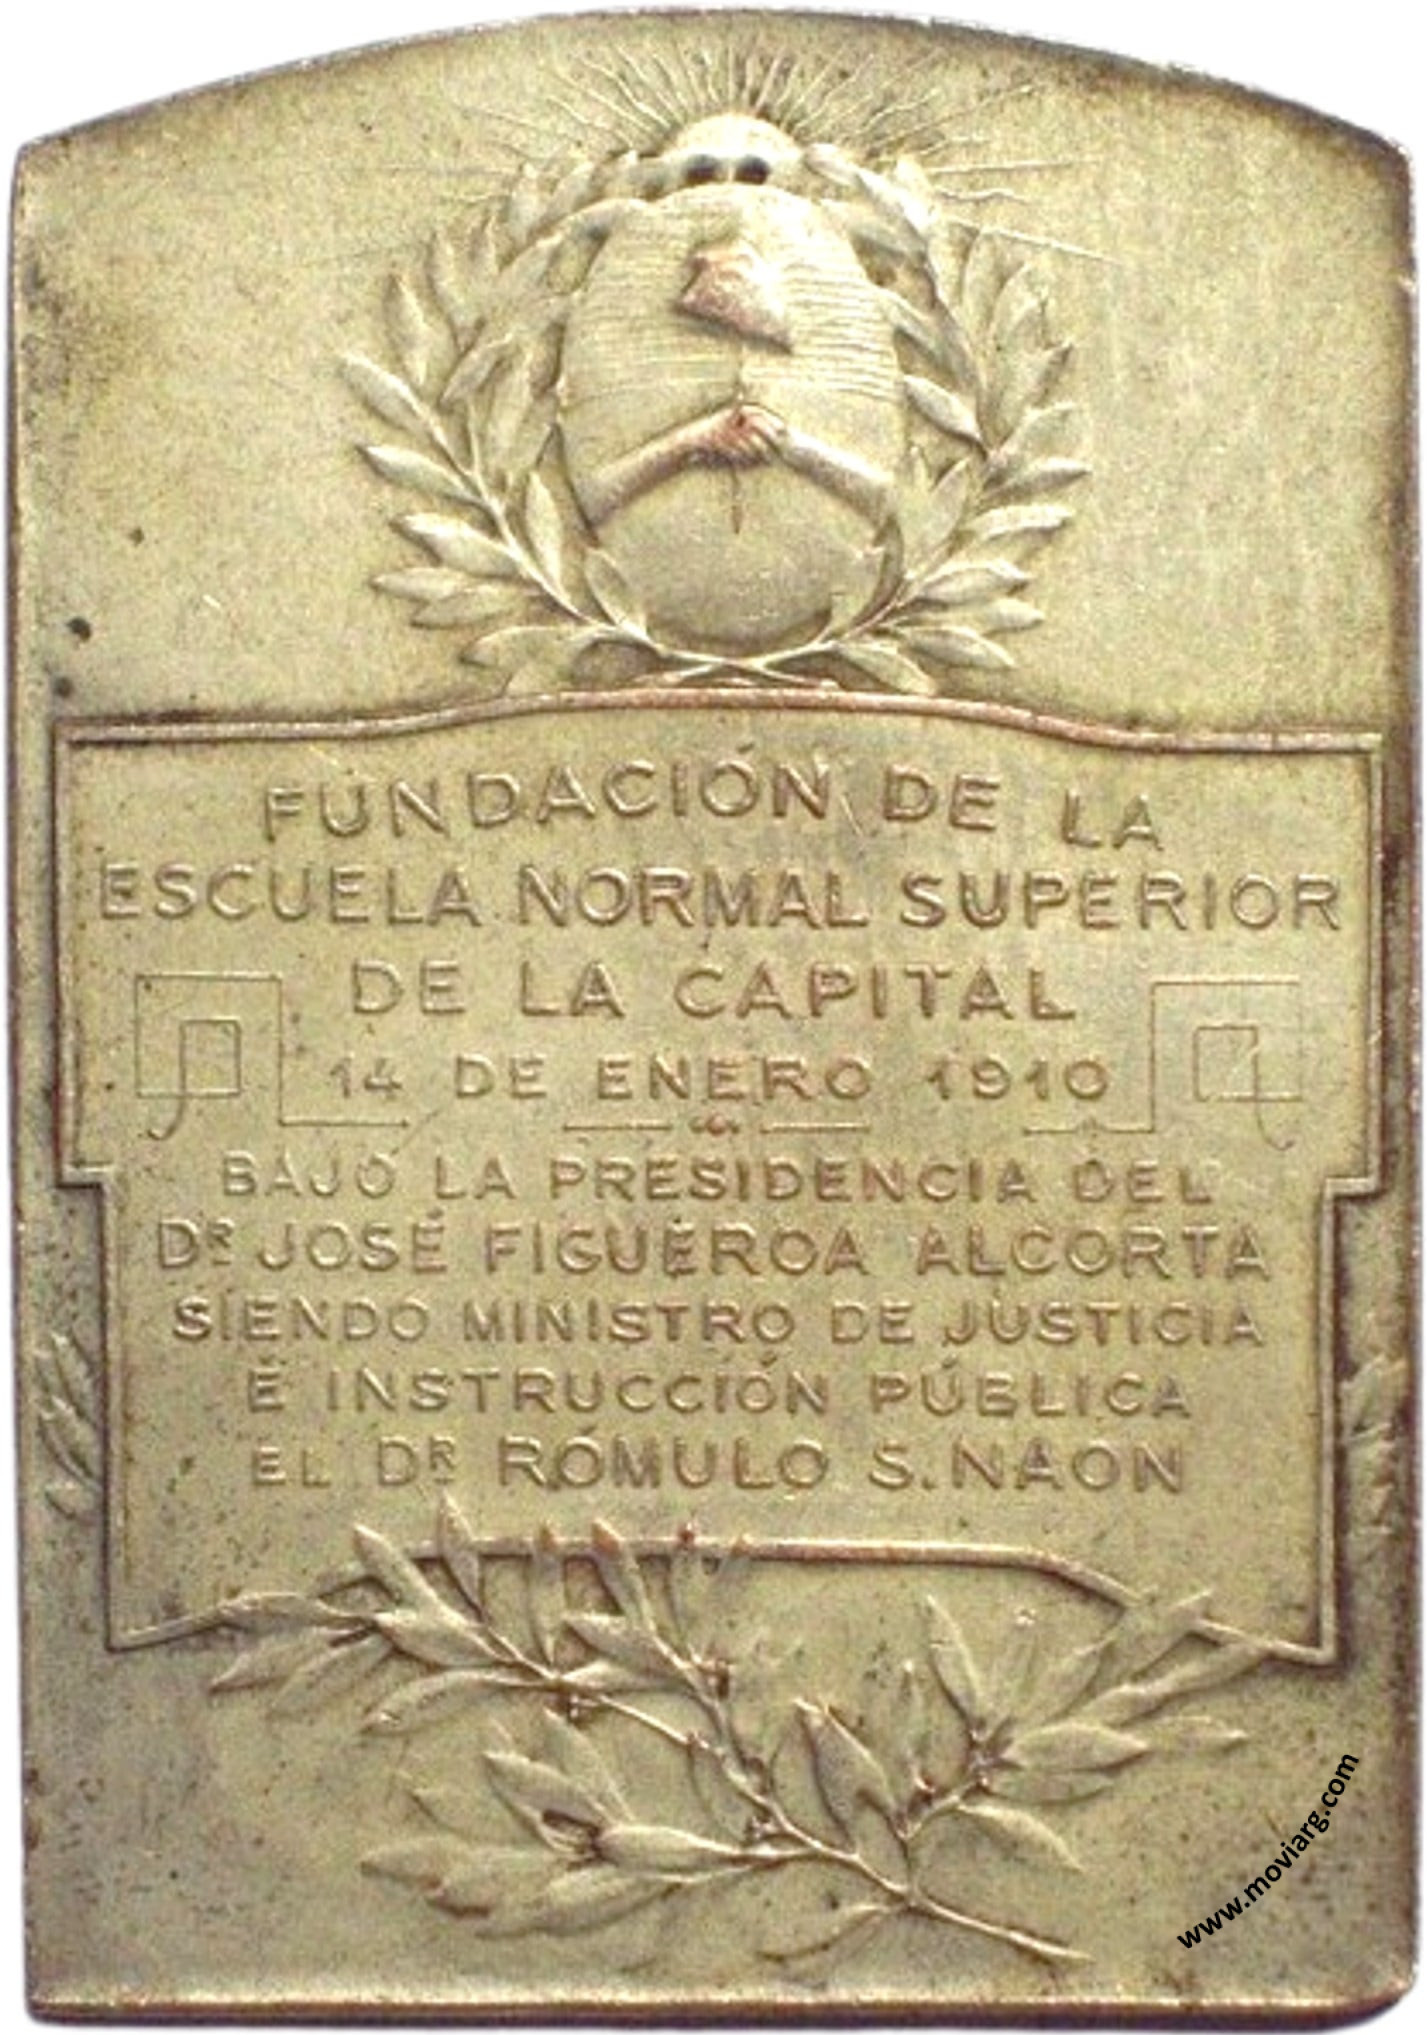 FUNDACIÓN DE LA
ESCUELA NORMAL SUPERIOR
DE LA CAPITAL
14 DE ENERO 1910
BAJO LA PRESIDENCIA DEL
DR JOSÉ FIGUEROA ALCORTA
SIENDO MINISTRO DE JUSTICIA
É INSTRUCCIÓN PÚBLICA
EL DR RÓMULO S. NAON
www.moviarg.com